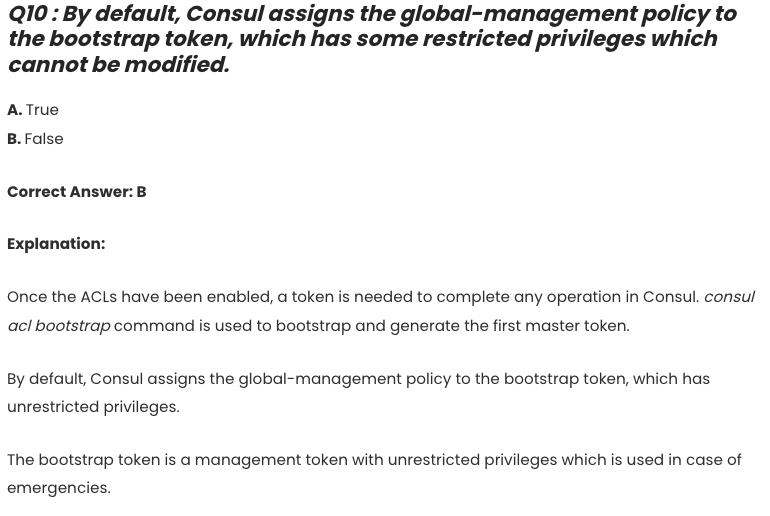 Q10 : By default, Consul assigns the global-management policy to
the bootstrap token, which has some restricted privileges which
cannot be modified.
A. True
B. False
Correct Answer: B
Explanation:
Once the ACLs have been enabled, a token is needed to complete any operation in Consul. consul
acl bootstrap command is used to bootstrap and generate the first master token.
By default, Consul assigns the global-management policy to the bootstrap token, which has
unrestricted privileges.
The bootstrap token is a management token with unrestricted privileges which is used in case of
emergencies.